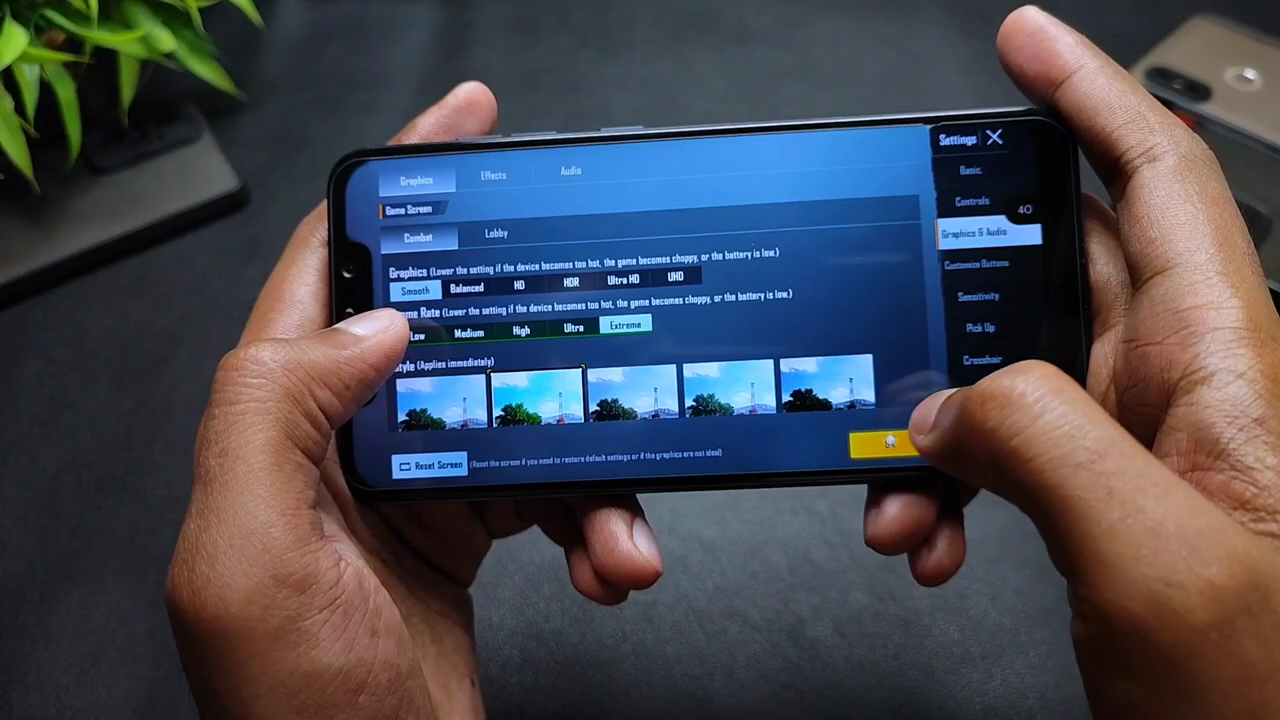 Graphics Effects Audio
Game Screen
Combat Lobby
Graphics (Lower the setting if the device becomes too hot, the game becomes choppy, or the battery is low.)
Smooth Balanced HD HDR Ultra HD UHD
me Rate (Lower the setting if the device becomes too hot, the game becomes choppy, or the battery is low.)
Low Medium High Ultra Extreme
tyle (Applies immediately)
Reset Screen (Reset the screen if you need to restore default settings or if the graphics are not ideal)
Settings X
Basic
Controls
40
Graphics & Audio
Customize Buttons
Sensitivity
Pick Up
Crosshair